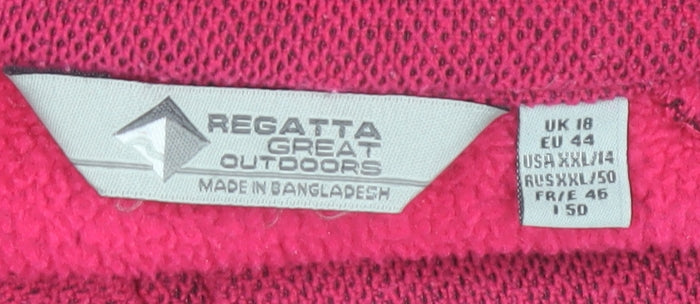 REGATTA
GREAT
OUTDOORS
MADE IN BANGLADESH
UK 18
EU 44
USA XXL/14
RUS XXL/50
FR/E 46
I 50